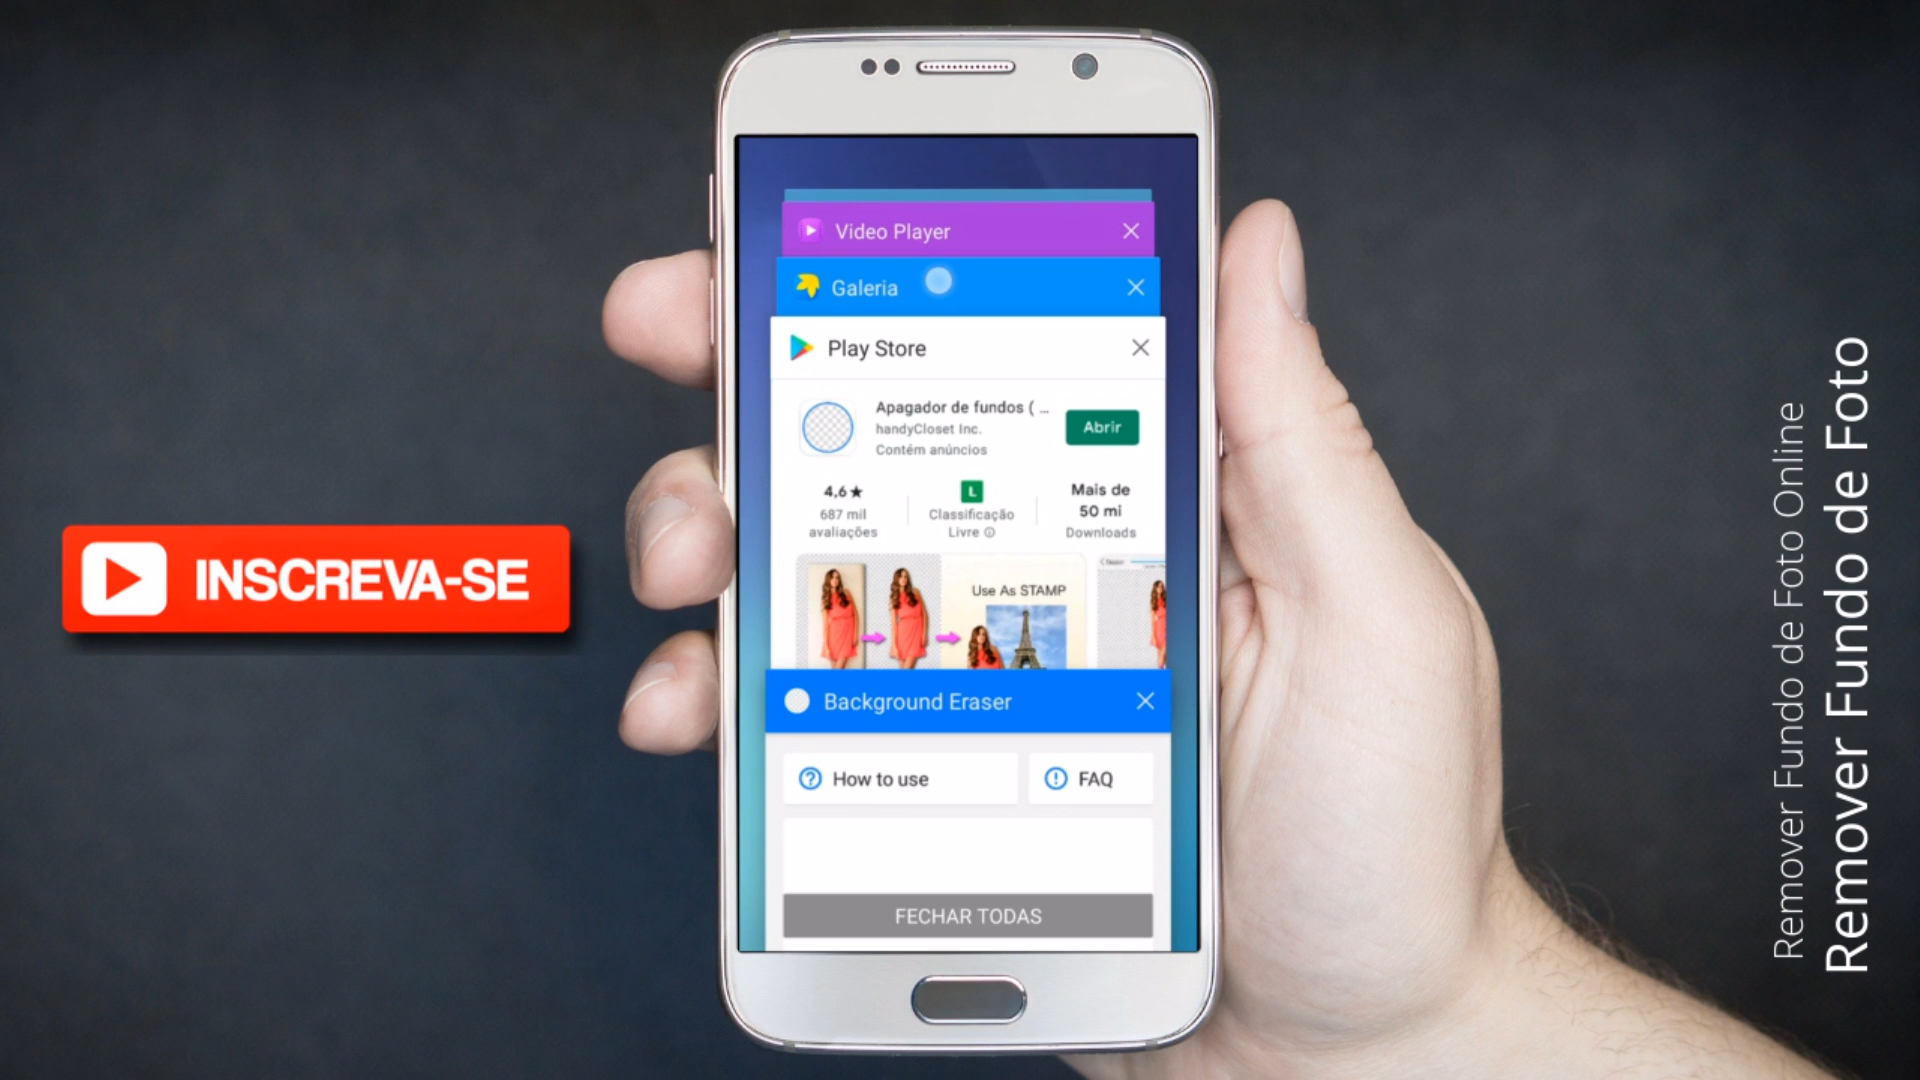 INSCREVA-SE
Video Player
Galeria
Play Store
Apagador de fundos ( ...
handyCloset Inc.
Contém anúncios
Abrir
4,6★
687 mil
avaliações
L
Classificação
Livre
Mais de
50 mi
Downloads
Use As STAMP
Background Eraser
How to use
FAQ
FECHAR TODAS
Remover Fundo de Foto Online
Remover Fundo de Foto